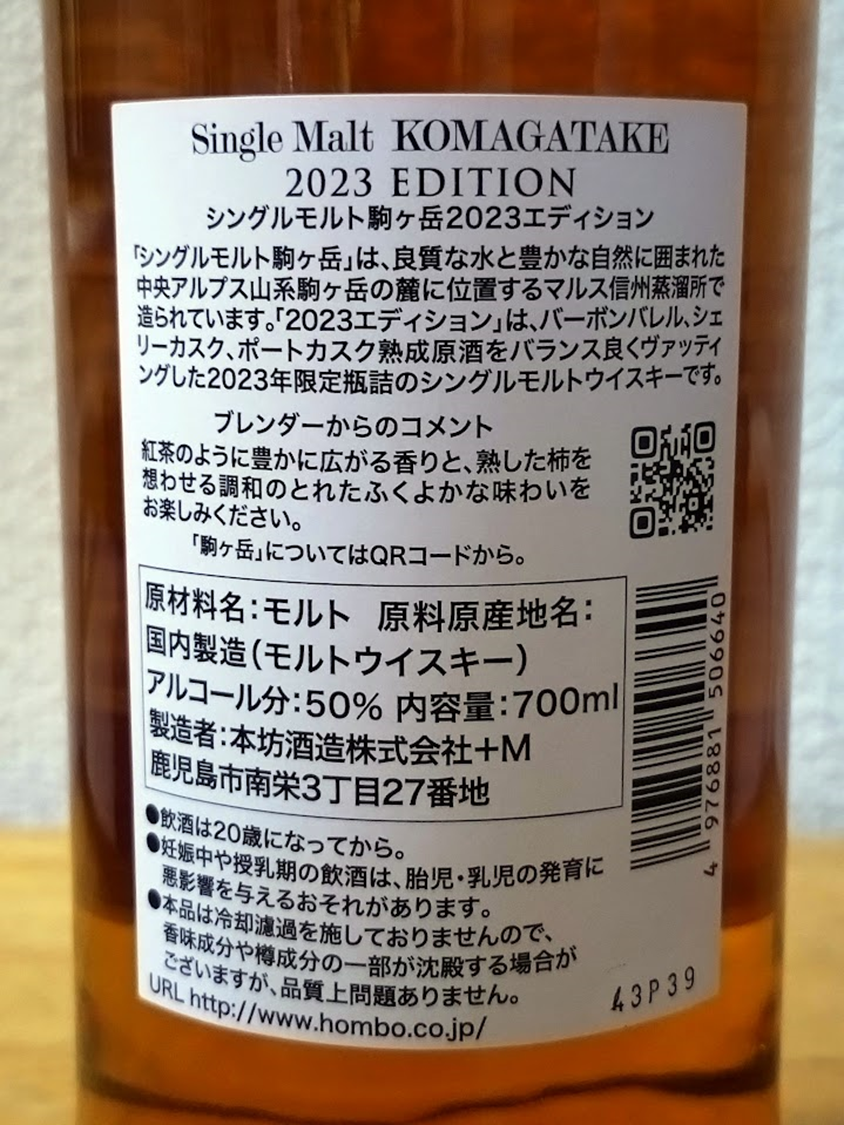 Single Malt KOMAGATAKE
2023 EDITION
シングルモルト駒ヶ岳2023エディション
「シングルモルト駒ヶ岳」は、良質な水と豊かな自然に囲まれた
中央アルプス山系駒ヶ岳の麓に位置するマルス信州蒸溜所で
造られています。「2023エディション」は、バーボンバレル、シェ
リーカスク、ポートカスク熟成原酒をバランス良くヴァッティ
ングした2023年限定瓶詰のシングルモルトウイスキーです。
ブレンダーからのコメント
紅茶のように豊かに広がる香りと、熟した柿を
想わせる調和のとれたふくよかな味わいを
お楽しみください。
「駒ヶ岳」についてはQRコードから。
原材料名：モルト 原料原産地名：
国内製造（モルトウイスキー）
アルコール分：50% 内容量：700ml
製造者：本坊酒造株式会社+M
鹿児島市南栄3丁目27番地
4 976881 506640
●飲酒は20歳になってから。
●妊娠中や授乳期の飲酒は、胎児・乳児の発育に
悪影響を与えるおそれがあります。
●本品は冷却濾過を施しておりませんので、
香味成分や樽成分の一部が沈殿する場合が
ございますが、品質上問題ありません。
URL http://www.hombo.co.jp/
43P39